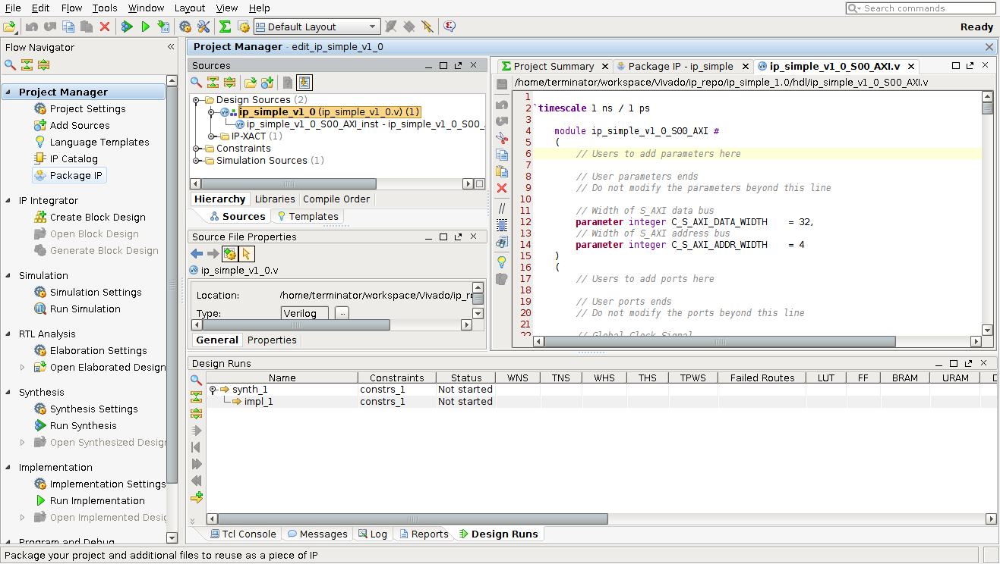 File Edit Flow Tools Window Layout View Help
Search commands
Default Layout
Ready
Flow Navigator
Project Manager
Project Settings
Add Sources
Language Templates
IP Catalog
Package IP
IP Integrator
Create Block Design
Open Block Design
Generate Block Design
Simulation
Simulation Settings
Run Simulation
RTL Analysis
Elaboration Settings
Open Elaborated Design
Synthesis
Synthesis Settings
Run Synthesis
Open Synthesized Design
Implementation
Implementation Settings
Run Implementation
Open Implemented Desig
Program and Debug
Project Manager - edit_ip_simple_v1_0
Sources
Design Sources (2)
ip_simple_v1_0 (ip_simple_v1_0.v) (1)
ip_simple_v1_0_S00_AXI_inst - ip_simple_v1_0_S00_
IP-XACT (1)
Constraints
Simulation Sources (1)
Hierarchy Libraries Compile Order
Sources Templates
Source File Properties
ip_simple_v1_0.v
Location: /home/terminator/workspace/Vivado/ip_re
Type: Verilog ...
General Properties
Project Summary Package IP - ip_simple ip_simple_v1_0_S00_AXI.v
/home/terminator/workspace/Vivado/ip_repo/ip_simple_1.0/hdl/ip_simple_v1_0_S00_AXI.v
1
2 `timescale 1 ns / 1 ps
3
4 module ip_simple_v1_0_S00_AXI #
5 (
6 // Users to add parameters here
7
8 // User parameters ends
9 // Do not modify the parameters beyond this line
10
11 // Width of S_AXI data bus
12 parameter integer C_S_AXI_DATA_WIDTH = 32,
13 // Width of S_AXI address bus
14 parameter integer C_S_AXI_ADDR_WIDTH = 4
15 )
16 (
17 // Users to add ports here
18
19 // User ports ends
20 // Do not modify the ports beyond this line
21
22 // Global Clock Signal
Design Runs
Name Constraints Status WNS TNS WHS THS TPWS Failed Routes LUT FF BRAM URAM D
synth_1 constrs_1 Not started
impl_1 constrs_1 Not started
Tcl Console Messages Log Reports Design Runs
Package your project and additional files to reuse as a piece of IP